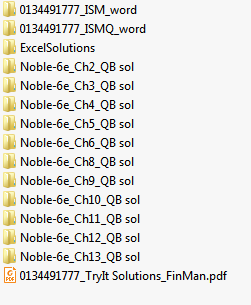 0134491777_ISM_word
0134491777_ISMQ_word
ExcelSolutions
Noble-6e_Ch2_QB sol
Noble-6e_Ch3_QB sol
Noble-6e_Ch4_QB sol
Noble-6e_Ch5_QB sol
Noble-6e_Ch6_QB sol
Noble-6e_Ch8_QB sol
Noble-6e_Ch9_QB sol
Noble-6e_Ch10_QB sol
Noble-6e_Ch11_QB sol
Noble-6e_Ch12_QB sol
Noble-6e_Ch13_QB sol
0134491777_TryIt Solutions_FinMan.pdf